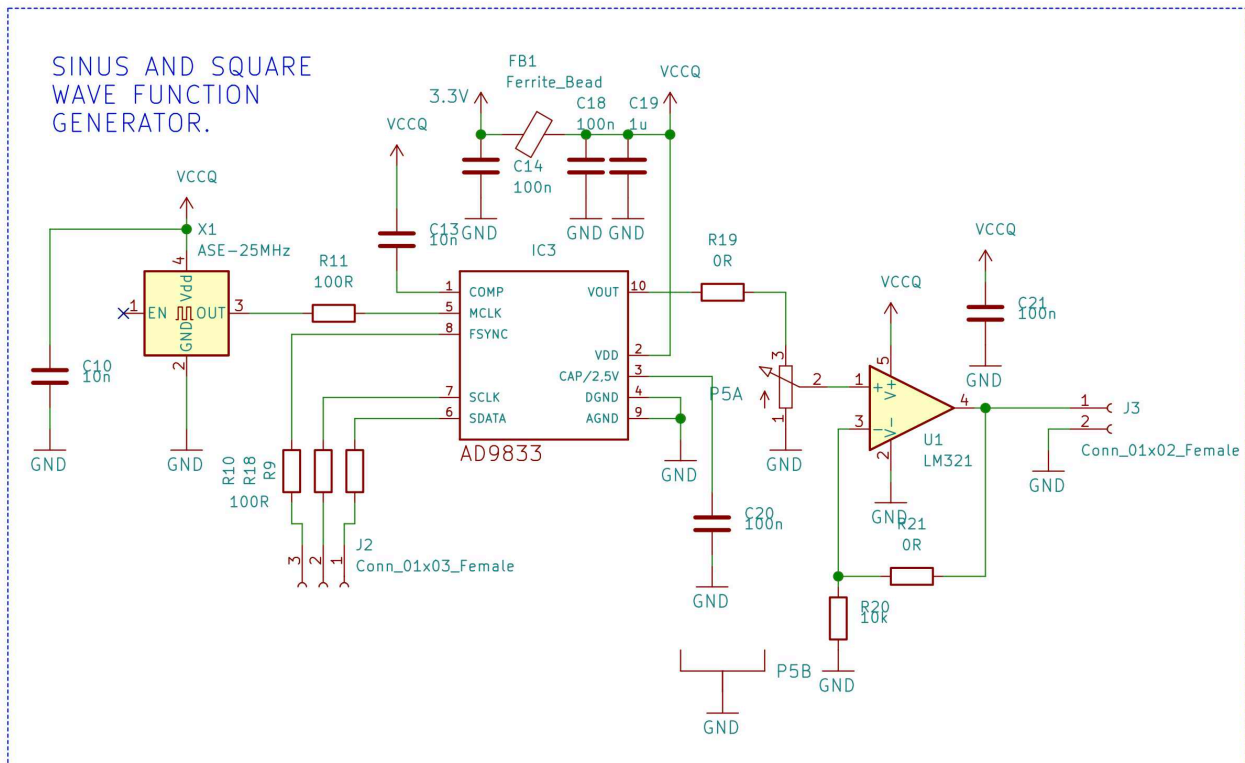 SINUS AND SQUARE
WAVE FUNCTION
GENERATOR.
FB1
Ferrite_Bead
VCCQ
3.3V
C18
100n
C19
1u
VCCQ
C14
100n
VCCQ
GND
GND
GND
X1
ASE-25MHz
4
Vdd
1
EN
OUT
3
GND
2
C10
10n
GND
GND
R11
100R
C13
10n
IC3
1
COMP
5
MCLK
8
FSYNC
7
SCLK
6
SDATA
VOUT
10
VDD
2
CAP/2,5V
3
DGND
4
AGND
9
AD9833
GND
R19
0R
3
2
1
P5A
GND
VCCQ
VCCQ
C21
100n
GND
5
1
+
V+
4
3
-
V-
2
U1
LM321
GND
1
2
J3
Conn_01x02_Female
GND
R10
R18
R9
100R
3
2
1
J2
Conn_01x03_Female
C20
100n
GND
R21
0R
R20
10k
GND
P5B
GND